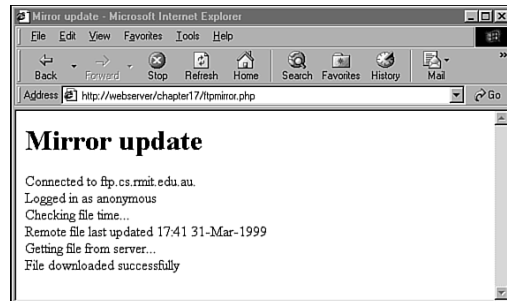 Mirror update - Microsoft Internet Explorer
File Edit View Favorites Tools Help
Back Forward Stop Refresh Home Search Favorites History Mail »
Address http://webserver/chapter17/ftpmirror.php Go
Mirror update
Connected to ftp.cs.rmit.edu.au.
Logged in as anonymous
Checking file time...
Remote file last updated 17:41 31-Mar-1999
Getting file from server...
File downloaded successfully